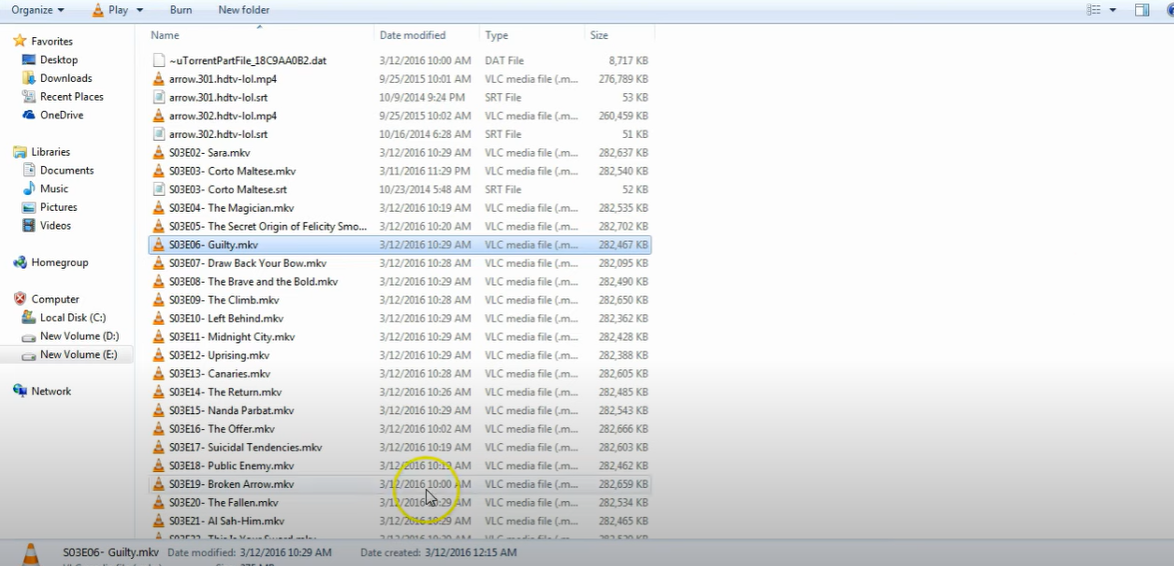 Organize Play Burn New folder
Favorites
Desktop
Downloads
Recent Places
OneDrive
Libraries
Documents
Music
Pictures
Videos
Homegroup
Computer
Local Disk (C:)
New Volume (D:)
New Volume (E:)
Network
Name Date modified Type Size
~uTorrentPartFile_18C9AA0B2.dat 3/12/2016 10:00 AM DAT File 8,717 KB
arrow.301.hdtv-lol.mp4 9/25/2015 10:01 AM VLC media file (.m... 276,789 KB
arrow.301.hdtv-lol.srt 10/9/2014 9:24 PM SRT File 53 KB
arrow.302.hdtv-lol.mp4 9/25/2015 10:02 AM VLC media file (.m... 260,459 KB
arrow.302.hdtv-lol.srt 10/16/2014 6:28 AM SRT File 51 KB
S03E02- Sara.mkv 3/12/2016 10:29 AM VLC media file (.m... 282,637 KB
S03E03- Corto Maltese.mkv 3/11/2016 11:29 PM VLC media file (.m... 282,540 KB
S03E03- Corto Maltese.srt 10/23/2014 5:48 AM SRT File 52 KB
S03E04- The Magician.mkv 3/12/2016 10:19 AM VLC media file (.m... 282,535 KB
S03E05- The Secret Origin of Felicity Smo... 3/12/2016 10:20 AM VLC media file (.m... 282,702 KB
S03E06- Guilty.mkv 3/12/2016 10:29 AM VLC media file (.m... 282,467 KB
S03E07- Draw Back Your Bow.mkv 3/12/2016 10:28 AM VLC media file (.m... 282,095 KB
S03E08- The Brave and the Bold.mkv 3/12/2016 10:29 AM VLC media file (.m... 282,490 KB
S03E09- The Climb.mkv 3/12/2016 10:28 AM VLC media file (.m... 282,650 KB
S03E10- Left Behind.mkv 3/12/2016 10:29 AM VLC media file (.m... 282,362 KB
S03E11- Midnight City.mkv 3/12/2016 10:29 AM VLC media file (.m... 282,428 KB
S03E12- Uprising.mkv 3/12/2016 10:29 AM VLC media file (.m... 282,388 KB
S03E13- Canaries.mkv 3/12/2016 10:28 AM VLC media file (.m... 282,605 KB
S03E14- The Return.mkv 3/12/2016 10:26 AM VLC media file (.m... 282,485 KB
S03E15- Nanda Parbat.mkv 3/12/2016 10:29 AM VLC media file (.m... 282,543 KB
S03E16- The Offer.mkv 3/12/2016 10:02 AM VLC media file (.m... 282,666 KB
S03E17- Suicidal Tendencies.mkv 3/12/2016 10:19 AM VLC media file (.m... 282,603 KB
S03E18- Public Enemy.mkv 3/12/2016 10:19 AM VLC media file (.m... 282,462 KB
S03E19- Broken Arrow.mkv 3/12/2016 10:00 AM VLC media file (.m... 282,659 KB
S03E20- The Fallen.mkv 3/12/2016 10:29 AM VLC media file (.m... 282,534 KB
S03E21- Al Sah-Him.mkv 3/12/2016 10:29 AM VLC media file (.m... 282,465 KB
S03E06- Guilty.mkv Date modified: 3/12/2016 10:29 AM Date created: 3/12/2016 12:15 AM